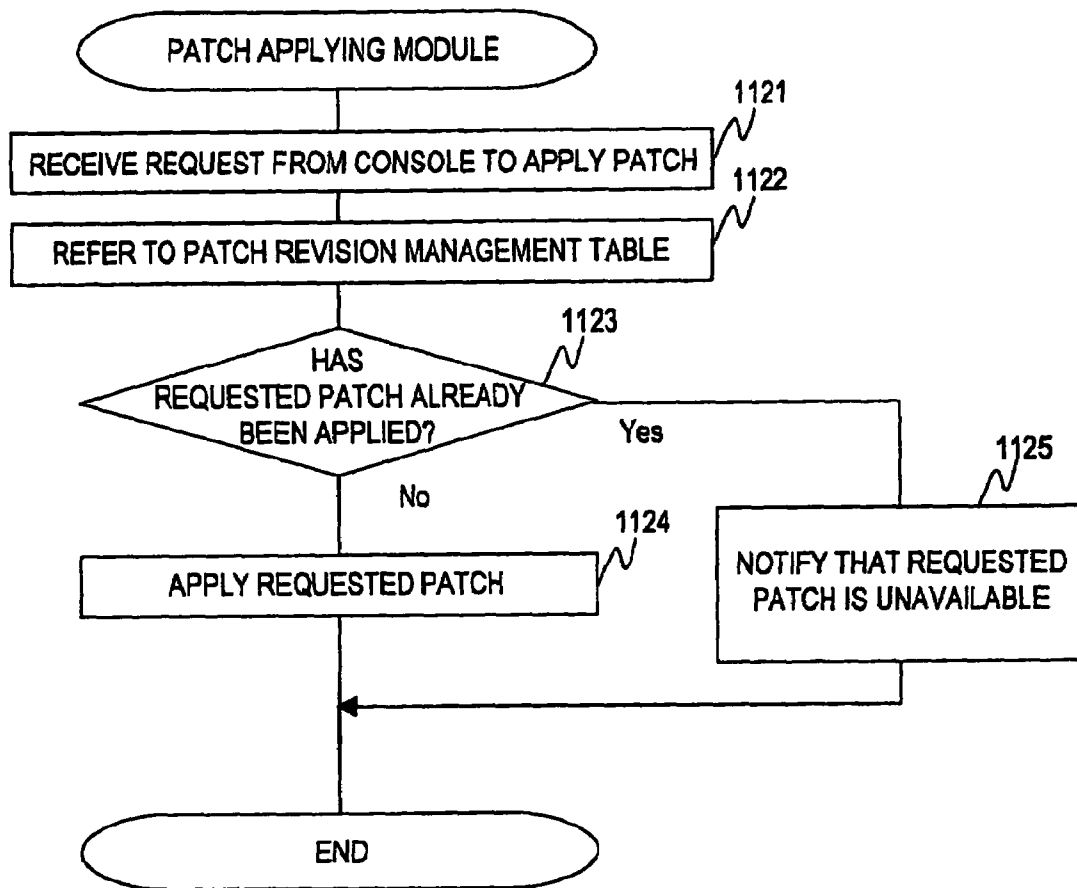 PATCH APPLYING MODULE
1121
RECEIVE REQUEST FROM CONSOLE TO APPLY PATCH
1122
REFER TO PATCH REVISION MANAGEMENT TABLE
1123
HAS
REQUESTED PATCH ALREADY
BEEN APPLIED?
Yes
No
1125
NOTIFY THAT REQUESTED
PATCH IS UNAVAILABLE
1124
APPLY REQUESTED PATCH
END